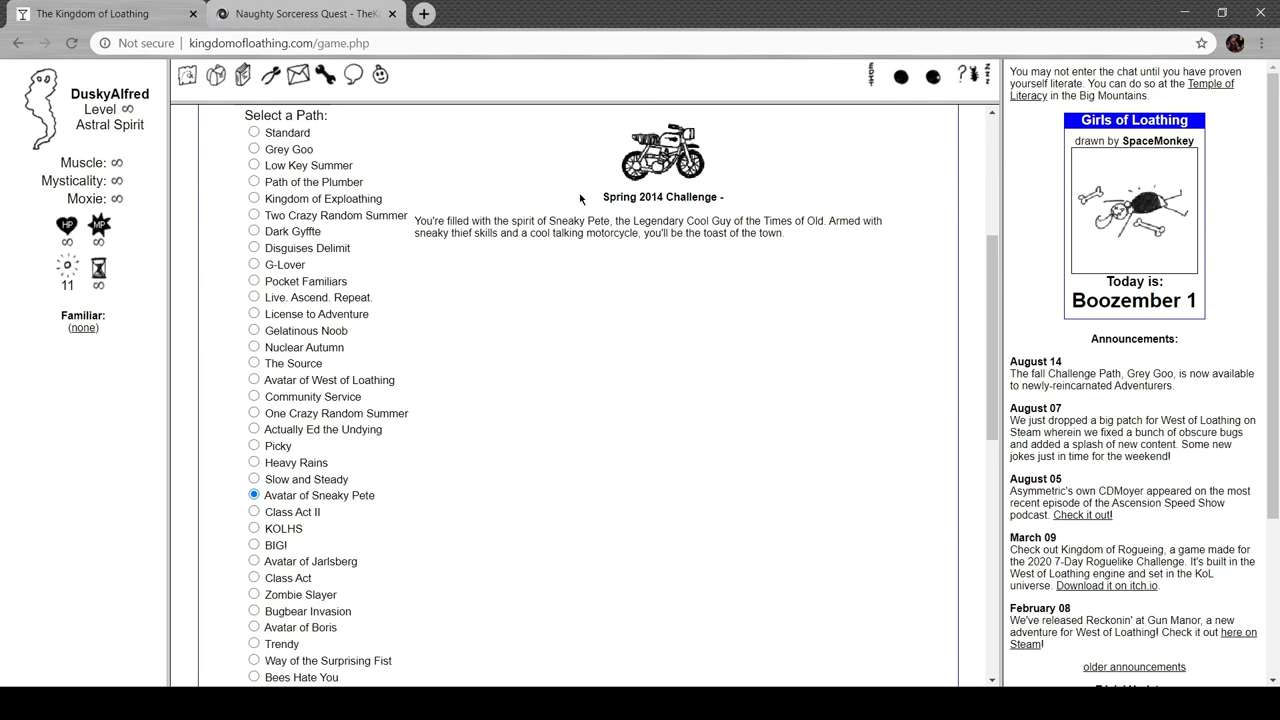 The Kingdom of Loathing
Naughty Sorceress Quest - TheK
Not secure | kingdomofloathing.com/game.php
DuskyAlfred
Level ∞
Astral Spirit
Muscle: ∞
Mysticality: ∞
Moxie: ∞
HP
MP
∞
∞
11
∞
Familiar:
(none)
Select a Path:
Standard
Grey Goo
Low Key Summer
Path of the Plumber
Kingdom of Exploathing
Two Crazy Random Summer
Dark Gyffte
Disguises Delimit
G-Lover
Pocket Familiars
Live. Ascend. Repeat.
License to Adventure
Gelatinous Noob
Nuclear Autumn
The Source
Avatar of West of Loathing
Community Service
One Crazy Random Summer
Actually Ed the Undying
Picky
Heavy Rains
Slow and Steady
Avatar of Sneaky Pete
Class Act II
KOLHS
BIG!
Avatar of Jarlsberg
Class Act
Zombie Slayer
Bugbear Invasion
Avatar of Boris
Trendy
Way of the Surprising Fist
Bees Hate You
Spring 2014 Challenge -
You're filled with the spirit of Sneaky Pete, the Legendary Cool Guy of the Times of Old. Armed with
sneaky thief skills and a cool talking motorcycle, you'll be the toast of the town.
You may not enter the chat until you have proven
yourself literate. You can do so at the Temple of
Literacy in the Big Mountains.
Girls of Loathing
drawn by SpaceMonkey
Today is:
Boozember 1
Announcements:
August 14
The fall Challenge Path, Grey Goo, is now available
to newly-reincarnated Adventurers.
August 07
We just dropped a big patch for West of Loathing on
Steam wherein we fixed a bunch of obscure bugs
and added a splash of new content. Some new
jokes just in time for the weekend!
August 05
Asymmetric's own CDMoyer appeared on the most
recent episode of the Ascension Speed Show
podcast. Check it out!
March 09
Check out Kingdom of Rogueing, a game made for
the 2020 7-Day Roguelike Challenge. It's built in the
West of Loathing engine and set in the KoL
universe. Download it on itch.io.
February 08
We've released Reckonin' at Gun Manor, a new
adventure for West of Loathing! Check it out here on
Steam!
older announcements